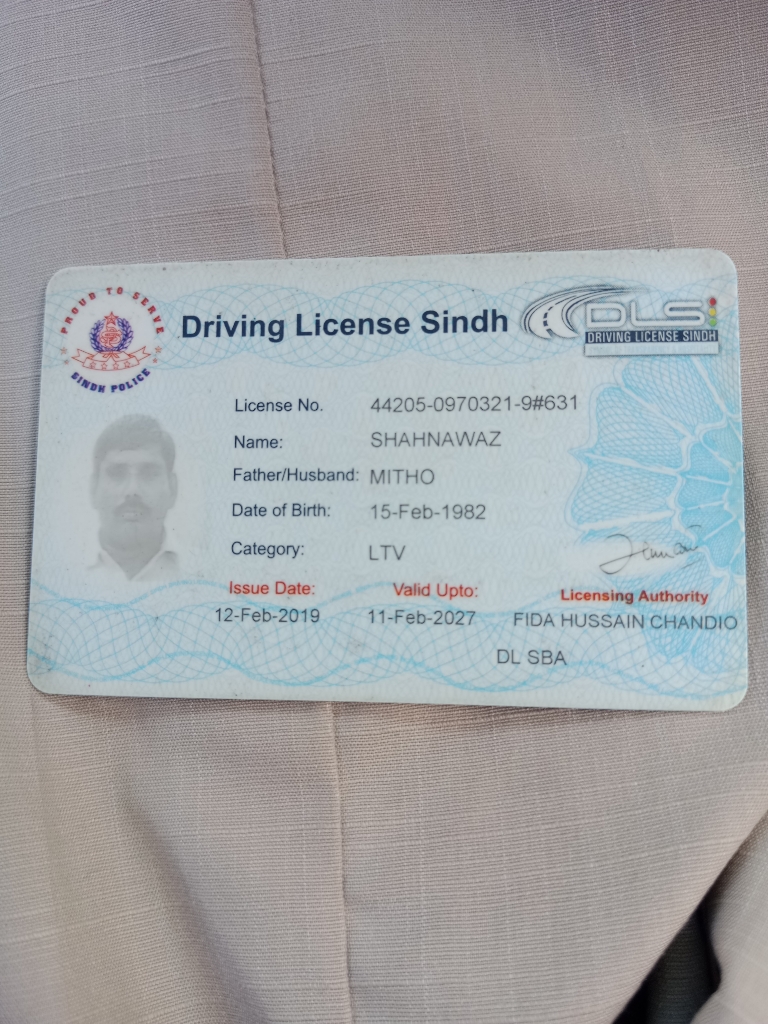 PROUD TO SERVE
SINDH POLICE
Driving License Sindh
DLS
DRIVING LICENSE SINDH
License No. 44205-0970321-9#631
Name: SHAHNAWAZ
Father/Husband: MITHO
Date of Birth: 15-Feb-1982
Category: LTV
Issue Date: Valid Upto: Licensing Authority
12-Feb-2019 11-Feb-2027 FIDA HUSSAIN CHANDIO
DL SBA